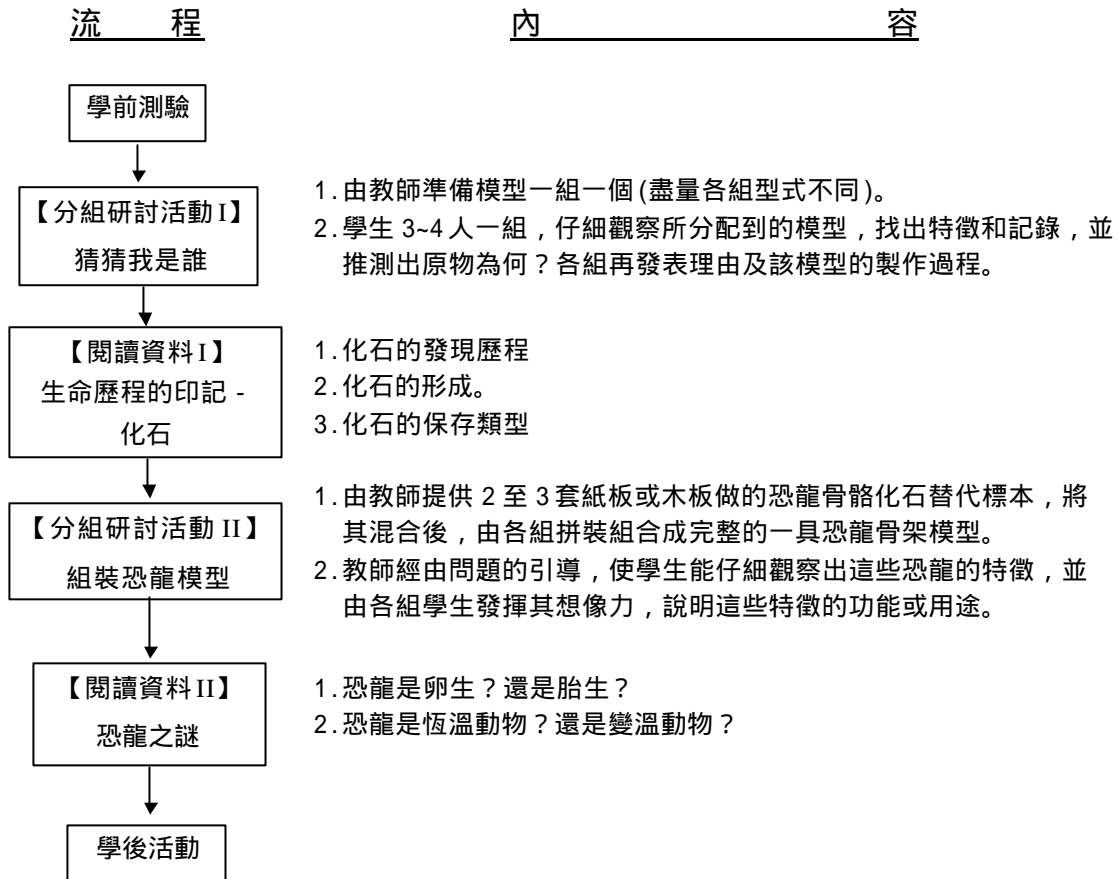 流 程 內 容
學前測驗
【分組研討活動 I】
猜猜我是誰
1.由教師準備模型一組一個(盡量各組型式不同)。
2.學生 3~4 人一組，仔細觀察所分配到的模型，找出特徵和記錄，並
推測出原物為何？各組再發表理由及該模型的製作過程。
【閱讀資料 I】
生命歷程的印記 -
化石
1.化石的發現歷程
2.化石的形成。
3.化石的保存類型
【分組研討活動 II】
組裝恐龍模型
1.由教師提供 2 至 3 套紙板或木板做的恐龍骨骼化石替代標本，將
其混合後，由各組拼裝組合成完整的一具恐龍骨架模型。
2.教師經由問題的引導，使學生能仔細觀察出這些恐龍的特徵，並
由各組學生發揮其想像力，說明這些特徵的功能或用途。
【閱讀資料 II】
恐龍之謎
1.恐龍是卵生？還是胎生？
2.恐龍是恆溫動物？還是變溫動物？
學後活動